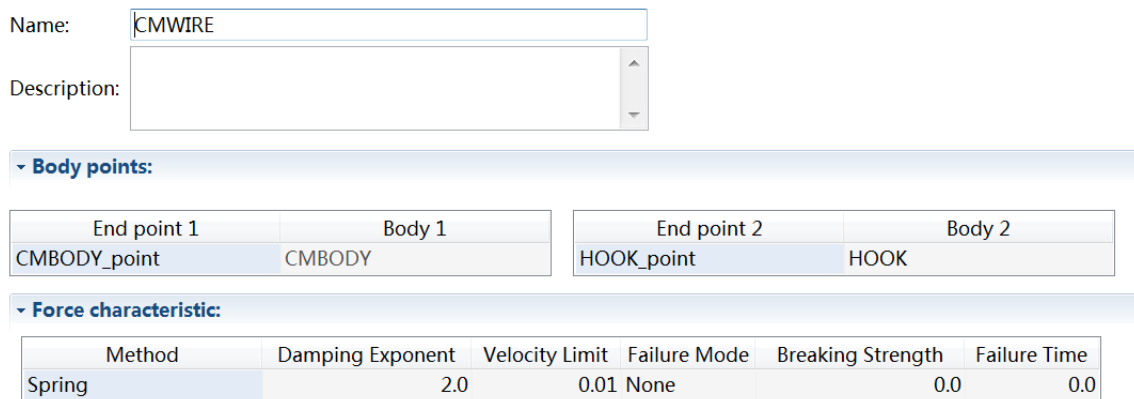 Name: CMWIRE
Description:
Body points:
End point 1 Body 1 End point 2 Body 2
CMBODY_point CMBODY HOOK_point HOOK
Force characteristic:
Method Damping Exponent Velocity Limit Failure Mode Breaking Strength Failure Time
Spring 2.0 0.01 None 0.0 0.0